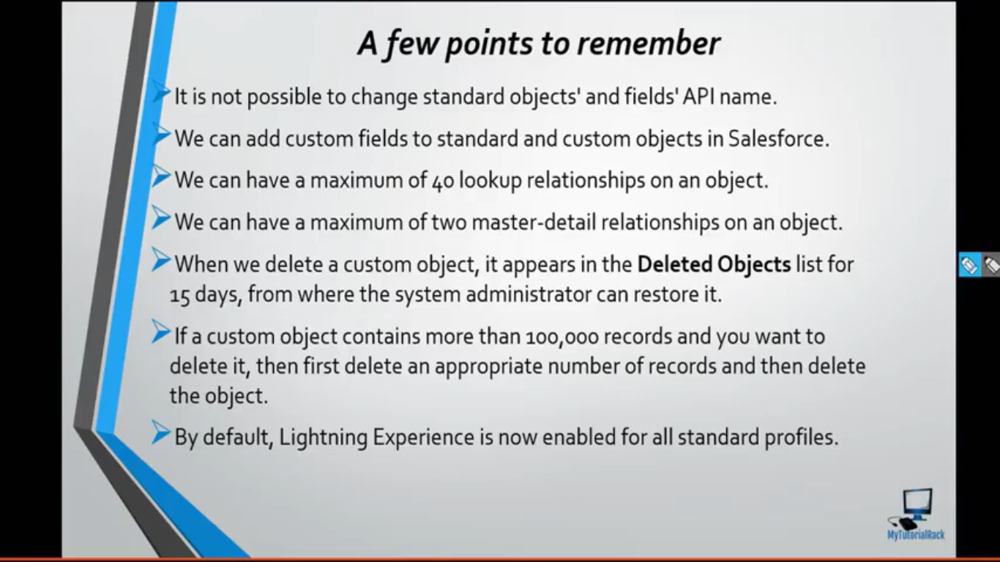 A few points to remember
It is not possible to change standard objects' and fields' API name.
We can add custom fields to standard and custom objects in Salesforce.
We can have a maximum of 40 lookup relationships on an object.
We can have a maximum of two master-detail relationships on an object.
When we delete a custom object, it appears in the Deleted Objects list for
15 days, from where the system administrator can restore it.
If a custom object contains more than 100,000 records and you want to
delete it, then first delete an appropriate number of records and then delete
the object.
By default, Lightning Experience is now enabled for all standard profiles.
MyTutorialRack